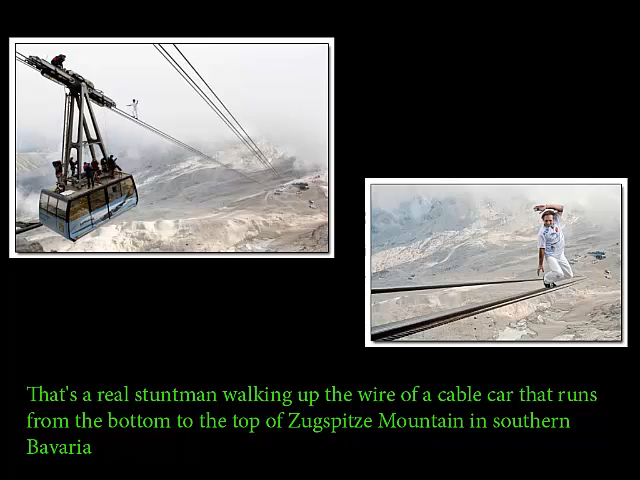 That's a real stuntman walking up the wire of a cable car that runs
from the bottom to the top of Zugspitze Mountain in southern
Bavaria